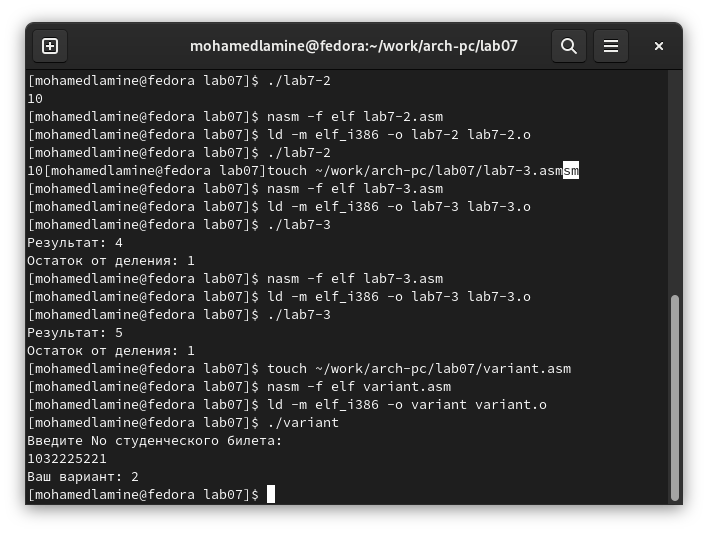 mohamedlamine@fedora:~/work/arch-pc/lab07
[mohamedlamine@fedora lab07]$ ./lab7-2
10
[mohamedlamine@fedora lab07]$ nasm -f elf lab7-2.asm
[mohamedlamine@fedora lab07]$ ld -m elf_i386 -o lab7-2 lab7-2.o
[mohamedlamine@fedora lab07]$ ./lab7-2
10[mohamedlamine@fedora lab07]touch ~/work/arch-pc/lab07/lab7-3.asmsm
[mohamedlamine@fedora lab07]$ nasm -f elf lab7-3.asm
[mohamedlamine@fedora lab07]$ ld -m elf_i386 -o lab7-3 lab7-3.o
[mohamedlamine@fedora lab07]$ ./lab7-3
Результат: 4
Остаток от деления: 1
[mohamedlamine@fedora lab07]$ nasm -f elf lab7-3.asm
[mohamedlamine@fedora lab07]$ ld -m elf_i386 -o lab7-3 lab7-3.o
[mohamedlamine@fedora lab07]$ ./lab7-3
Результат: 5
Остаток от деления: 1
[mohamedlamine@fedora lab07]$ touch ~/work/arch-pc/lab07/variant.asm
[mohamedlamine@fedora lab07]$ nasm -f elf variant.asm
[mohamedlamine@fedora lab07]$ ld -m elf_i386 -o variant variant.o
[mohamedlamine@fedora lab07]$ ./variant
Введите No студенческого билета:
1032225221
Ваш вариант: 2
[mohamedlamine@fedora lab07]$